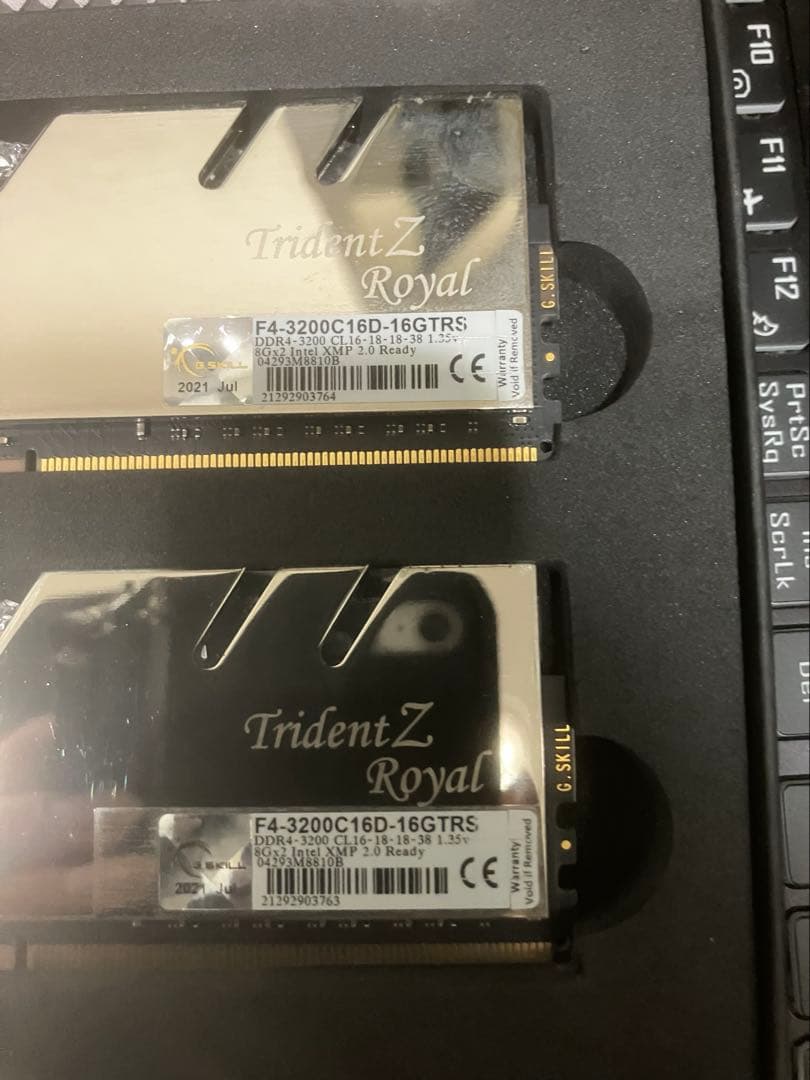 Trident Z
Royal
G.SKILL
F4-3200C16D-16GTRS
DDR4-3200 CL16-18-18-38 1.35v
8Gx2 Intel XMP 2.0 Ready
04293M8810B
G.SKILL
2021 Jul
21292903764
CE
Warranty
Void if Removed
Trident Z
Royal
G.SKILL
F4-3200C16D-16GTRS
DDR4-3200 CL16-18-18-38 1.35v
8Gx2 Intel XMP 2.0 Ready
04293M8810B
G.SKILL
2021 Jul
21292903763
CE
Warranty
Void if Removed
F10
F11
F12
PrtSc
SysRq
ScrLk